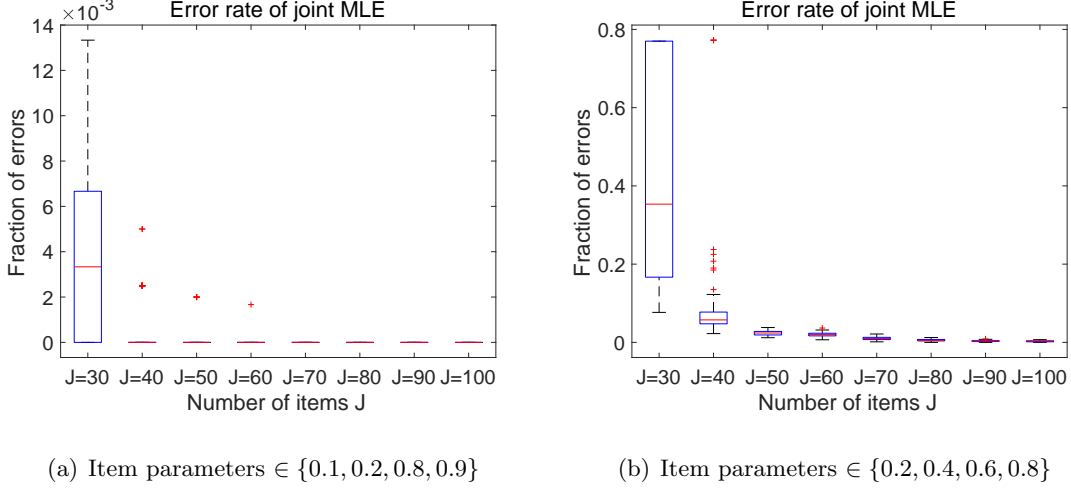 Error rate of joint MLE
×10⁻³
14
12
10
8
6
4
2
0
Fraction of errors
J=30 J=40 J=50 J=60 J=70 J=80 J=90 J=100
Number of items J
(a) Item parameters ∈ {0.1, 0.2, 0.8, 0.9}
Error rate of joint MLE
0.8
0.6
0.4
0.2
0
Fraction of errors
J=30 J=40 J=50 J=60 J=70 J=80 J=90 J=100
Number of items J
(b) Item parameters ∈ {0.2, 0.4, 0.6, 0.8}